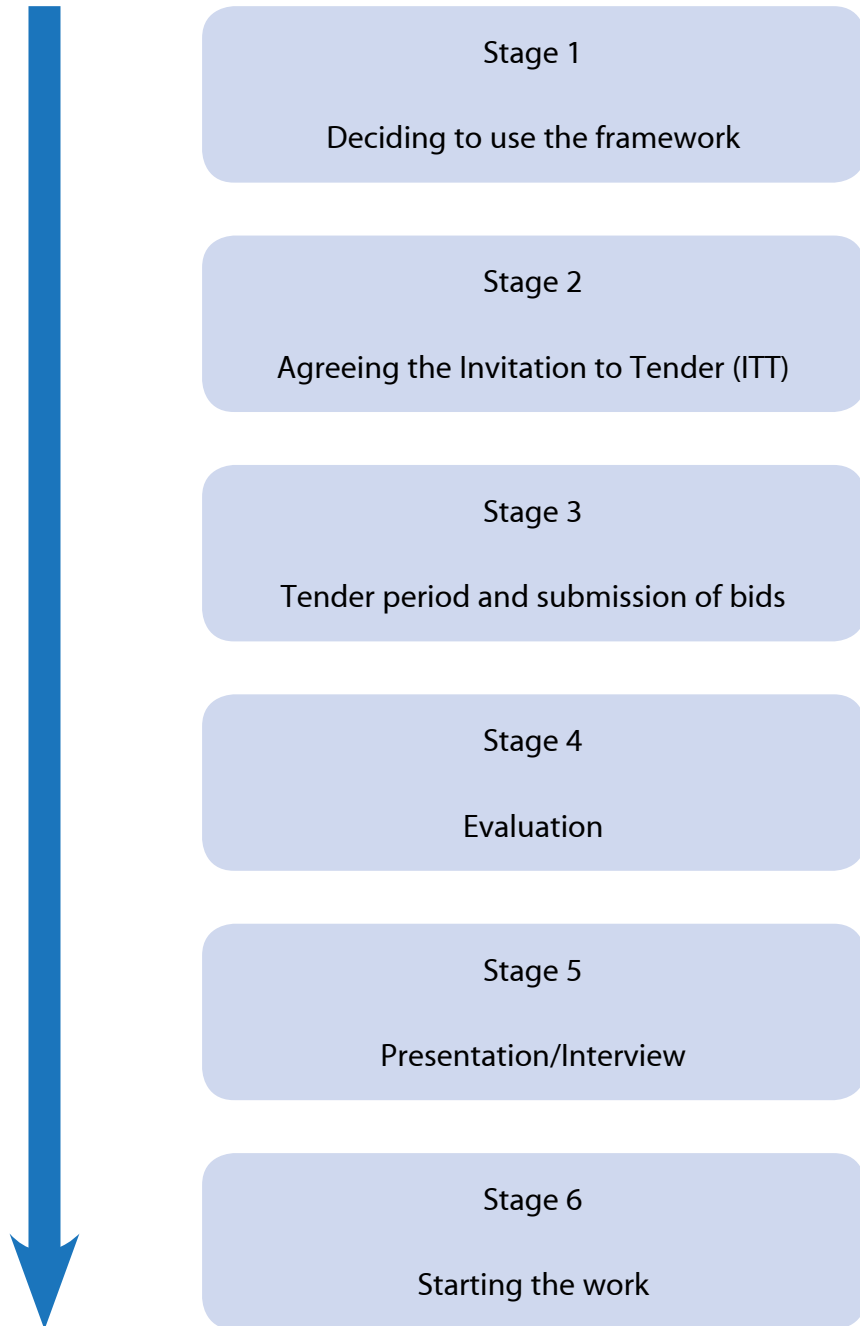 Stage 1
Deciding to use the framework
Stage 2
Agreeing the Invitation to Tender (ITT)
Stage 3
Tender period and submission of bids
Stage 4
Evaluation
Stage 5
Presentation/Interview
Stage 6
Starting the work